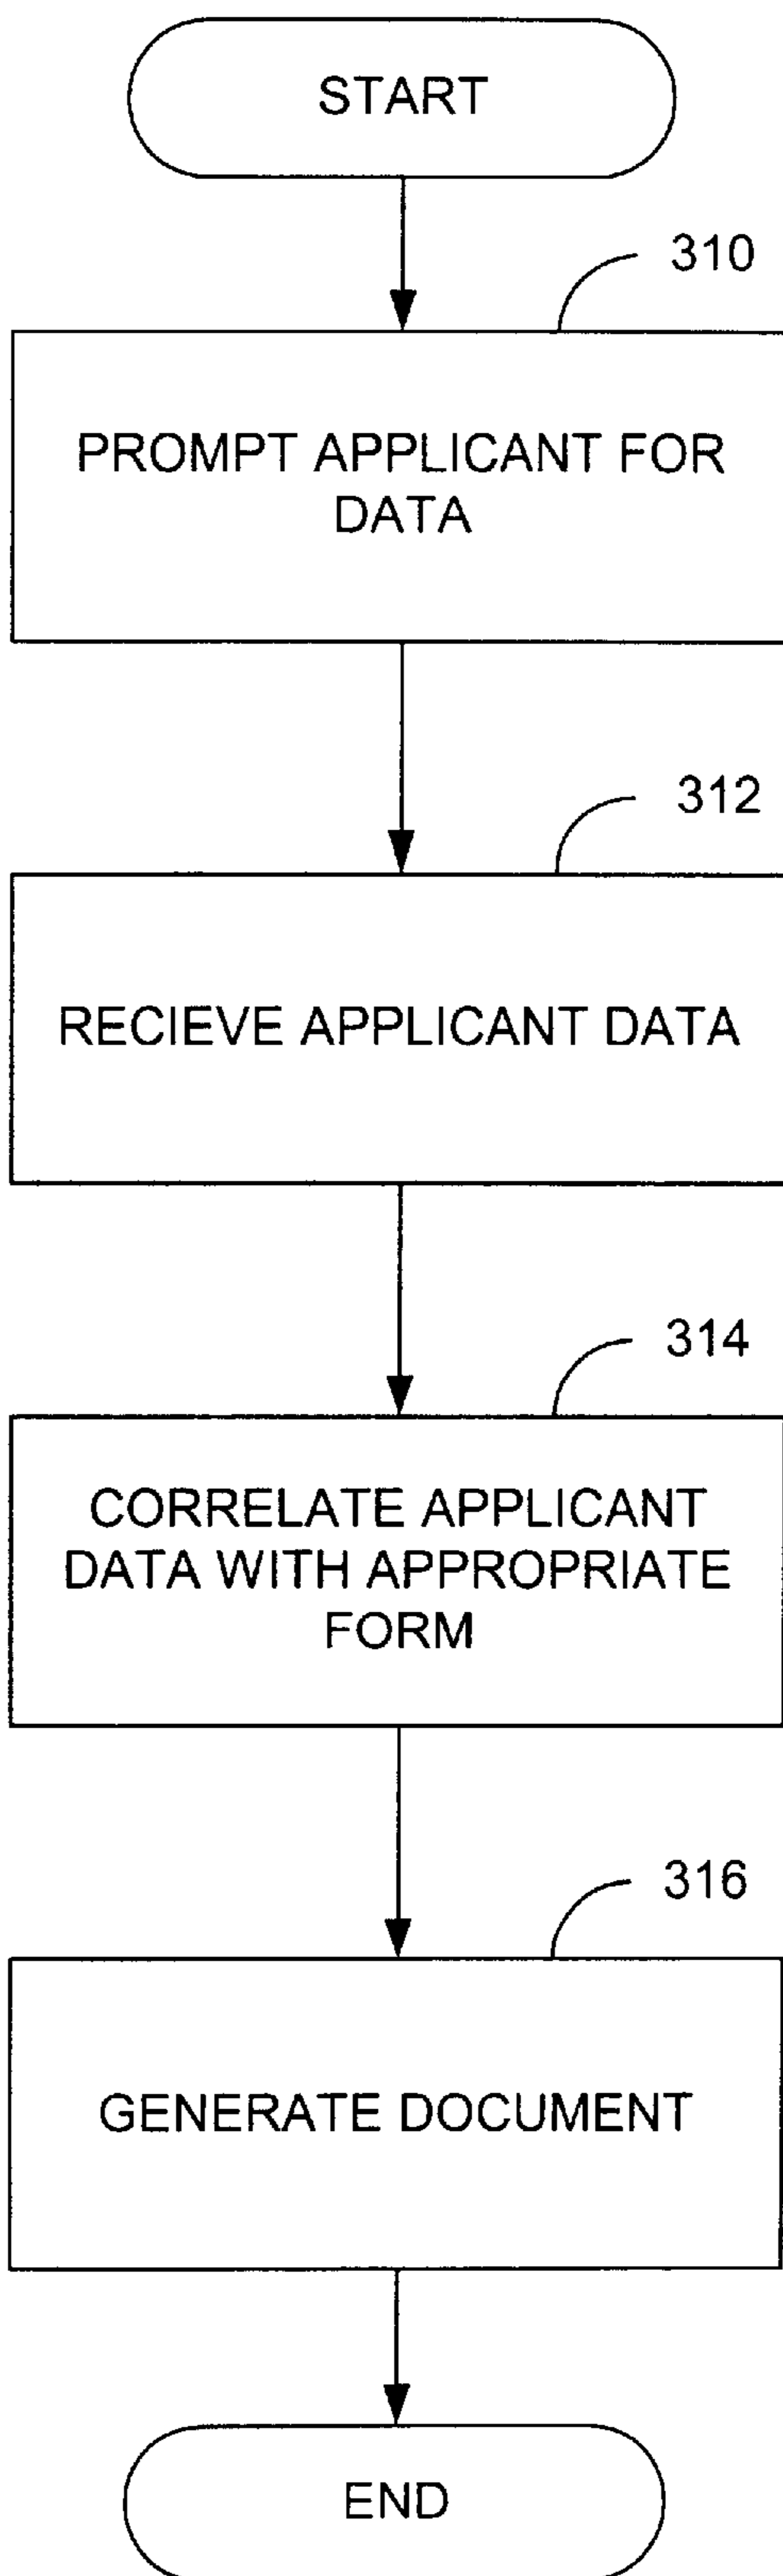 START
310
PROMPT APPLICANT FOR
DATA
312
RECIEVE APPLICANT DATA
314
CORRELATE APPLICANT
DATA WITH APPROPRIATE
FORM
316
GENERATE DOCUMENT
END